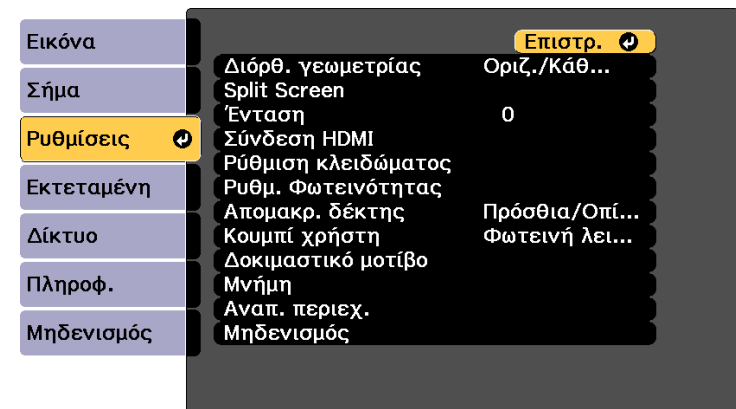 Εικόνα
Σήμα
Ρυθμίσεις
Εκτεταμένη
Δίκτυο
Πληροφ.
Μηδενισμός
Επιστρ.
Διόρθ. γεωμετρίας Οριζ./Κάθ...
Split Screen
Ένταση 0
Σύνδεση HDMI
Ρύθμιση κλειδώματος
Ρυθμ. Φωτεινότητας
Απομακρ. δέκτης Πρόσθια/Οπί...
Κουμπί χρήστη Φωτεινή λει...
Δοκιμαστικό μοτίβο
Μνήμη
Αναπ. περιεχ.
Μηδενισμός